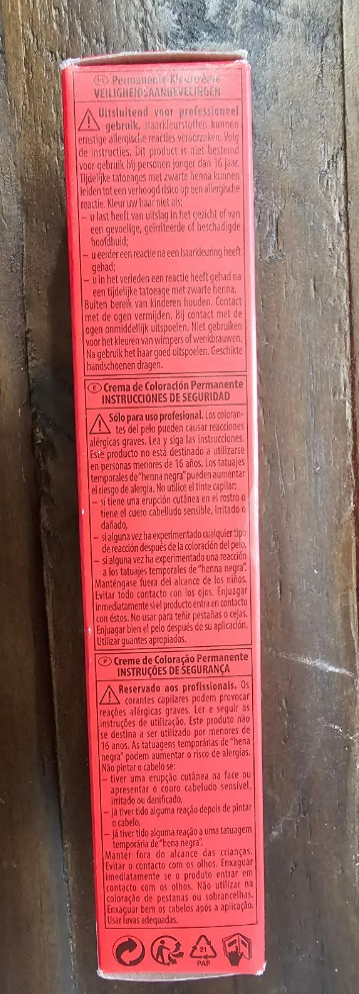 NL Permanente Kleurcrème
VEILIGHEIDSAANBEVELINGEN
Uitsluitend voor professioneel
gebruik. Haarkleurstoffen kunnen
ernstige allergische reacties veroorzaken. Volg
de instructies. Dit product is niet bestemd
voor gebruik bij personen jonger dan 16 jaar.
Tijdelijke tatoeages met zwarte henna kunnen
leiden tot een verhoogd risico op een allergische
reactie. Kleur uw haar niet als:
– u last heeft van uitslag in het gezicht of van
een gevoelige, geïrriteerde of beschadigde
hoofdhuid;
– u eerder een reactie na een haarkleuring heeft
gehad;
– u in het verleden een reactie heeft gehad na
een tijdelijke tatoeage met zwarte henna.
Buiten bereik van kinderen houden. Contact
met de ogen vermijden. Bij contact met de
ogen onmiddellijk uitspoelen. Niet gebruiken
voor het kleuren van wimpers of wenkbrauwen.
Na gebruik het haar goed uitspoelen. Geschikte
handschoenen dragen.
E Crema de Coloración Permanente
INSTRUCCIONES DE SEGURIDAD
Sólo para uso profesional. Los coloran-
tes del pelo pueden causar reacciones
alérgicas graves. Lea y siga las instrucciones.
Este producto no está destinado a utilizarse
en personas menores de 16 años. Los tatuajes
temporales de "henna negra" pueden aumentar
el riesgo de alergia. No utilice el tinte capilar:
– si tiene una erupción cutánea en el rostro o
tiene el cuero cabelludo sensible, irritado o
dañado,
– si alguna vez ha experimentado cualquier tipo
de reacción después de la coloración del pelo,
– si alguna vez ha experimentado una reacción
a los tatuajes temporales de "henna negra".
Manténgase fuera del alcance de los niños.
Evitar todo contacto con los ojos. Enjuagar
inmediatamente si el producto entra en contacto
con éstos. No usar para teñir pestañas o cejas.
Enjuagar bien el pelo después de su aplicación.
Utilizar guantes apropiados.
P Creme de Coloração Permanente
INSTRUÇÕES DE SEGURANÇA
Reservado aos profissionais. Os
corantes capilares podem provocar
reações alérgicas graves. Ler e seguir as
instruções de utilização. Este produto não
se destina a ser utilizado por menores de
16 anos. As tatuagens temporárias de "hena
negra" podem aumentar o risco de alergias.
Não pintar o cabelo se:
– tiver uma erupção cutânea na face ou
apresentar o couro cabeludo sensível,
irritado ou danificado,
– já tiver tido alguma reação depois de pintar
o cabelo,
– já tiver tido alguma reação a uma tatuagem
temporária de "hena negra".
Manter fora do alcance das crianças.
Evitar o contacto com os olhos. Enxaguar
imediatamente se o produto entrar em
contacto com os olhos. Não utilizar na
coloração de pestanas ou sobrancelhas.
Enxaguar bem os cabelos após a aplicação.
Usar luvas adequadas.
21
PAP